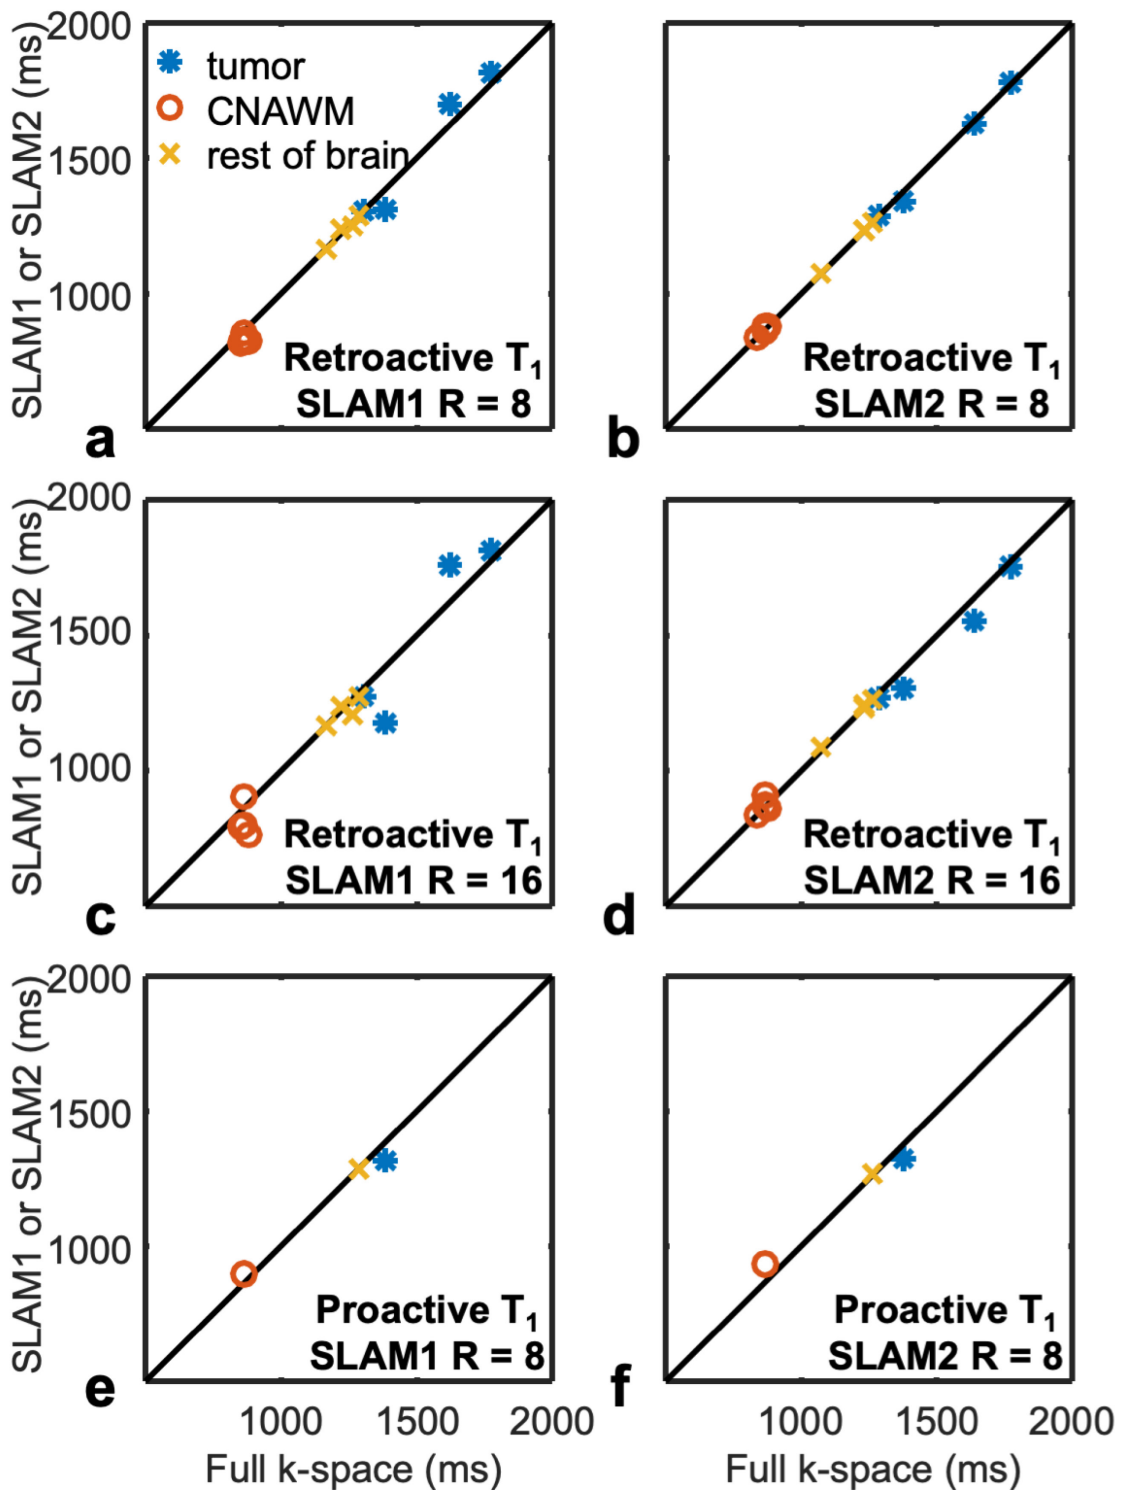 2000
1500
1000
SLAM1 or SLAM2 (ms)
tumor
CNAWM
rest of brain
Retroactive T1
SLAM1 R = 8
a
Retroactive T1
SLAM2 R = 8
b
2000
1500
1000
SLAM1 or SLAM2 (ms)
Retroactive T1
SLAM1 R = 16
c
Retroactive T1
SLAM2 R = 16
d
2000
1500
1000
SLAM1 or SLAM2 (ms)
Proactive T1
SLAM1 R = 8
e
1000 1500 2000
Full k-space (ms)
Proactive T1
SLAM2 R = 8
f
1000 1500 2000
Full k-space (ms)